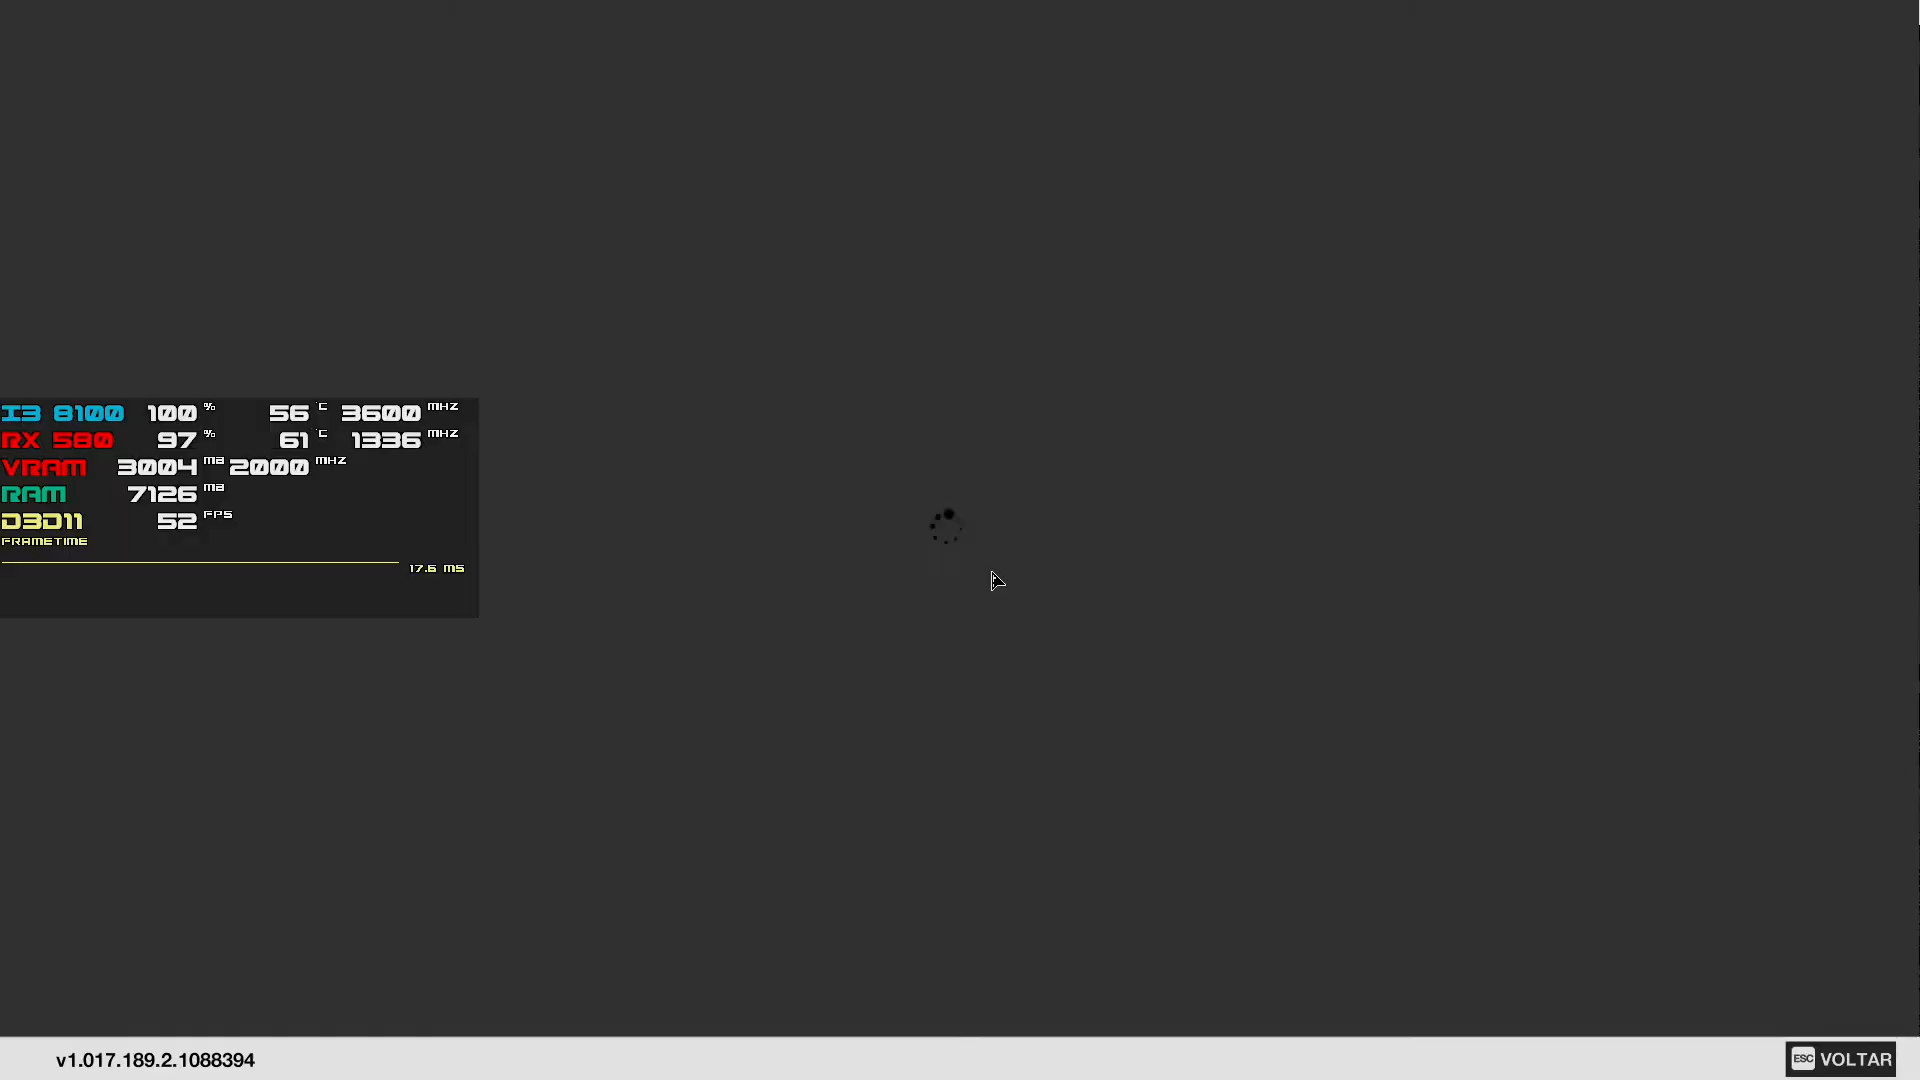 I3 8100 100 % 56 °C 3600 MHZ
RX 580 97 % 61 °C 1336 MHZ
VRAM 3004 MB 2000 MHZ
RAM 7126 MB
D3D11 52 FPS
FRAMETIME
17.6 MS
v1.017.189.2.1088394
ESC VOLTAR